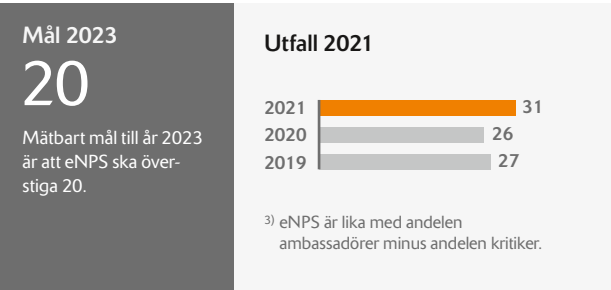 Mål 2023
20
Mätbart mål till år 2023
är att eNPS ska över-
stiga 20.
Utfall 2021
2021 31
2020 26
2019 27
3) eNPS är lika med andelen
ambassadörer minus andelen kritiker.